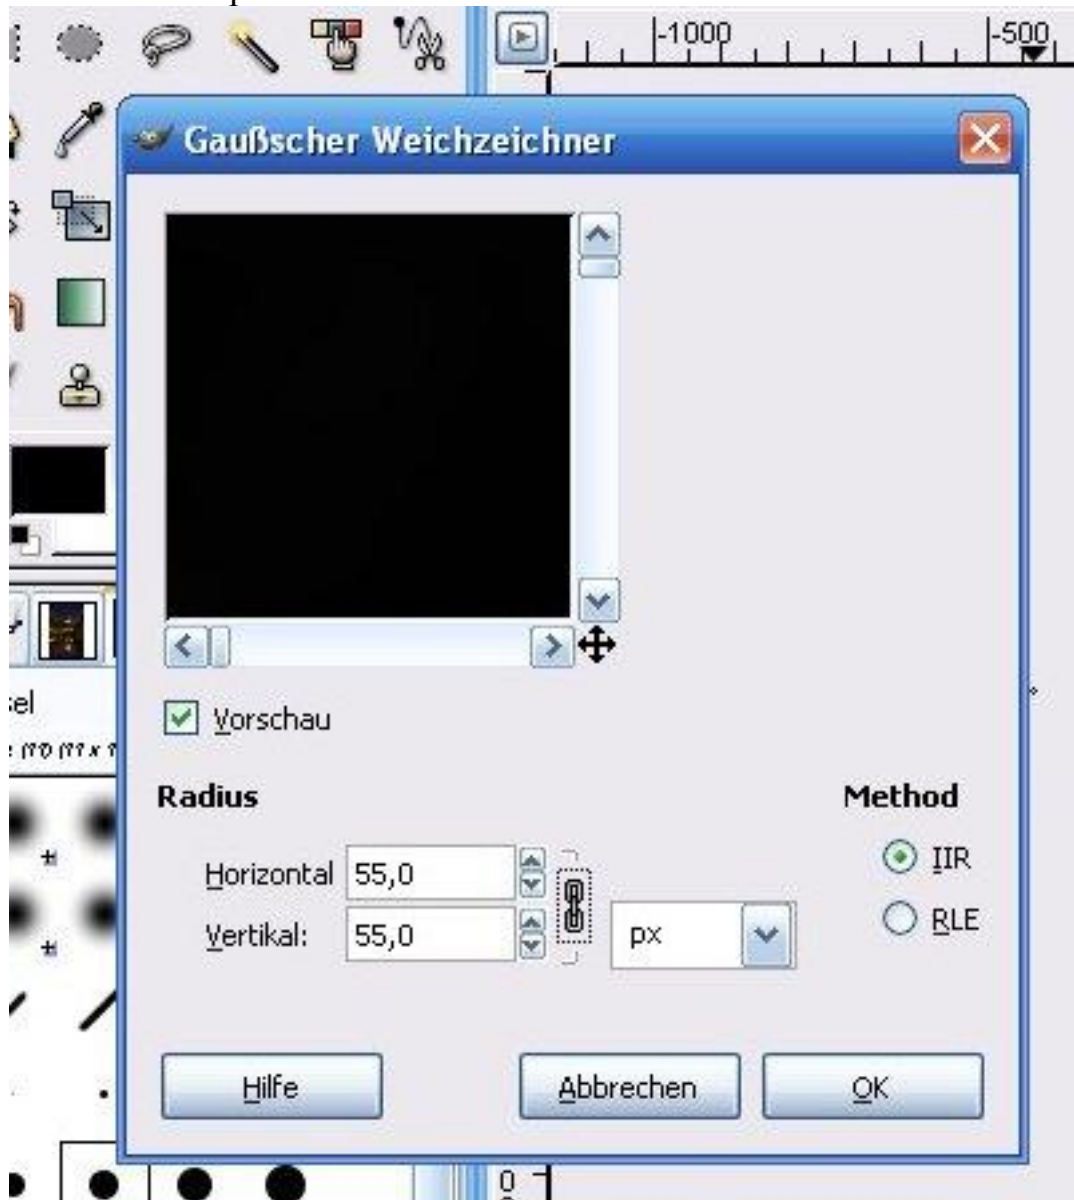 -1000
-500
Gaußscher Weichzeichner
Vorschau
Radius
Method
Horizontal 55,0
Vertikal: 55,0
px
IIR
RLE
Hilfe
Abbrechen
OK
0